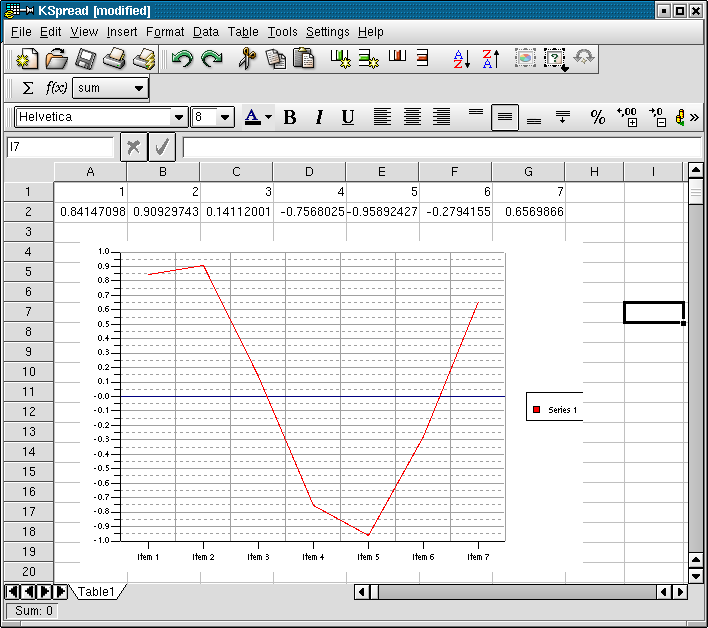 KSpread [modified]
File Edit View Insert Format Data Table Tools Settings Help
A Z Z A ?
Σ f(x) sum
Helvetica 8 A B I U % +,00 →,0 »
I7
A B C D E F G H I
1 1 2 3 4 5 6 7
2 0.84147098 0.90929743 0.14112001 -0.7568025 -0.95892427 -0.2794155 0.6569866
3
4 1.0
0.9
5 0.8
0.7
6 0.6
7 0.5
0.4
8 0.3
9 0.2
10 0.1
11 -0.0
12 -0.1 Series 1
-0.2
13 -0.3
14 -0.4
15 -0.5
-0.6
16 -0.7
17 -0.8
18 -0.9
-1.0
19 Item 1 Item 2 Item 3 Item 4 Item 5 Item 6 Item 7
20
Table1
Sum: 0